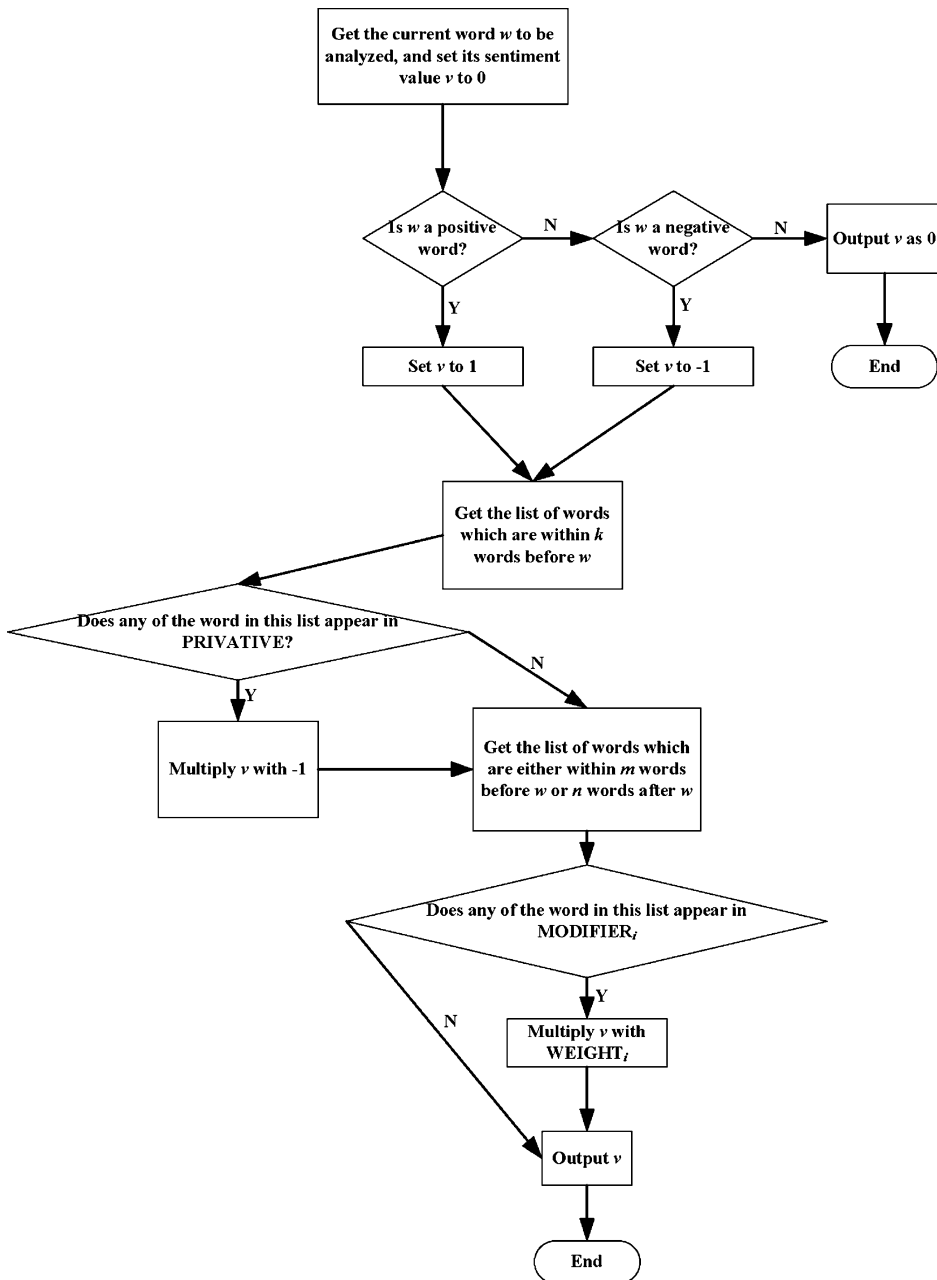 Get the current word w to be
analyzed, and set its sentiment
value v to 0
Is w a positive
word?
N
Is w a negative
word?
N
Output v as 0
Y
Y
Set v to 1
Set v to -1
End
Get the list of words
which are within k
words before w
Does any of the word in this list appear in
PRIVATIVE?
N
Y
Multiply v with -1
Get the list of words which
are either within m words
before w or n words after w
Does any of the word in this list appear in
MODIFIERi
Y
N
Multiply v with
WEIGHTi
Output v
End